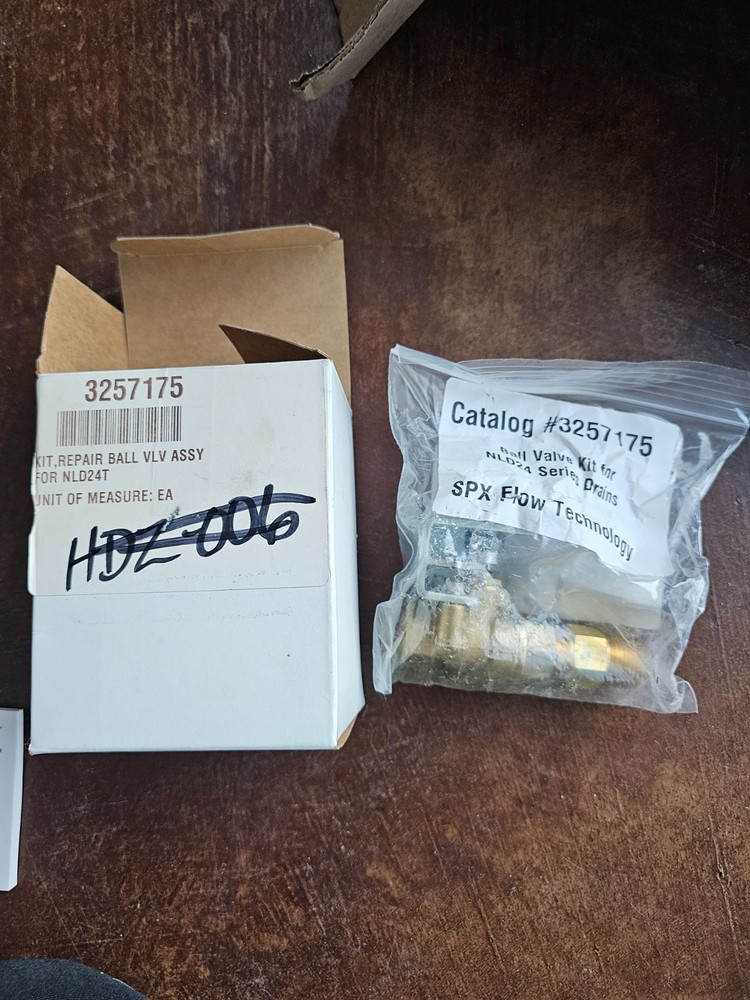 3257175
KIT,REPAIR BALL VLV ASSY
FOR NLD24T
UNIT OF MEASURE: EA
HDZ-006
Catalog #3257175
Ball Valve Kit for
NLD24 Series Drains
SPX Flow Technology